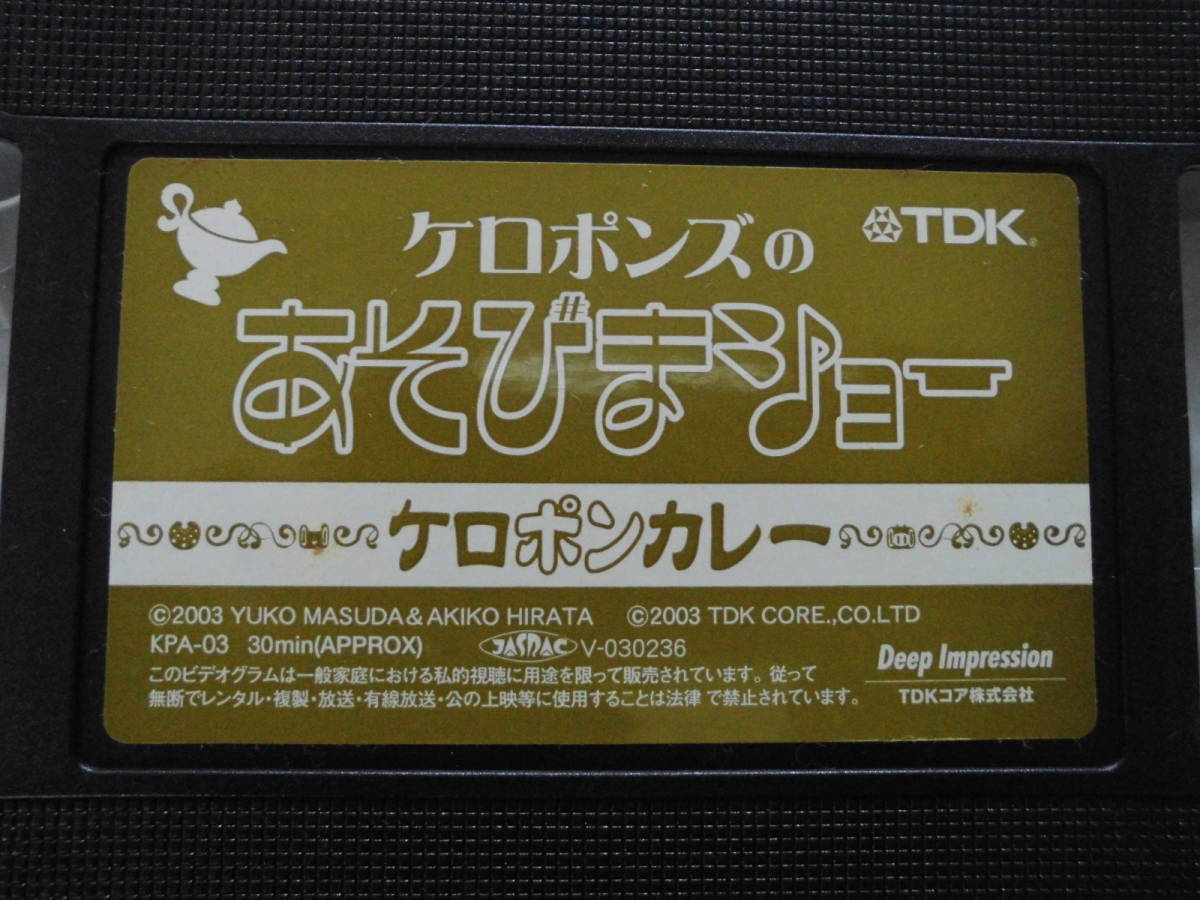 ケロポンズの
TDK
あそびまショー
ケロポンカレー
©2003 YUKO MASUDA&AKIKO HIRATA ©2003 TDK CORE.,CO.LTD
KPA-03 30min(APPROX) JASRAC V-030236
このビデオグラムは一般家庭における私的視聴に用途を限って販売されています。従って
無断でレンタル・複製・放送・有線放送・公の上映等に使用することは法律 で禁止されています。
Deep Impression
TDKコア株式会社